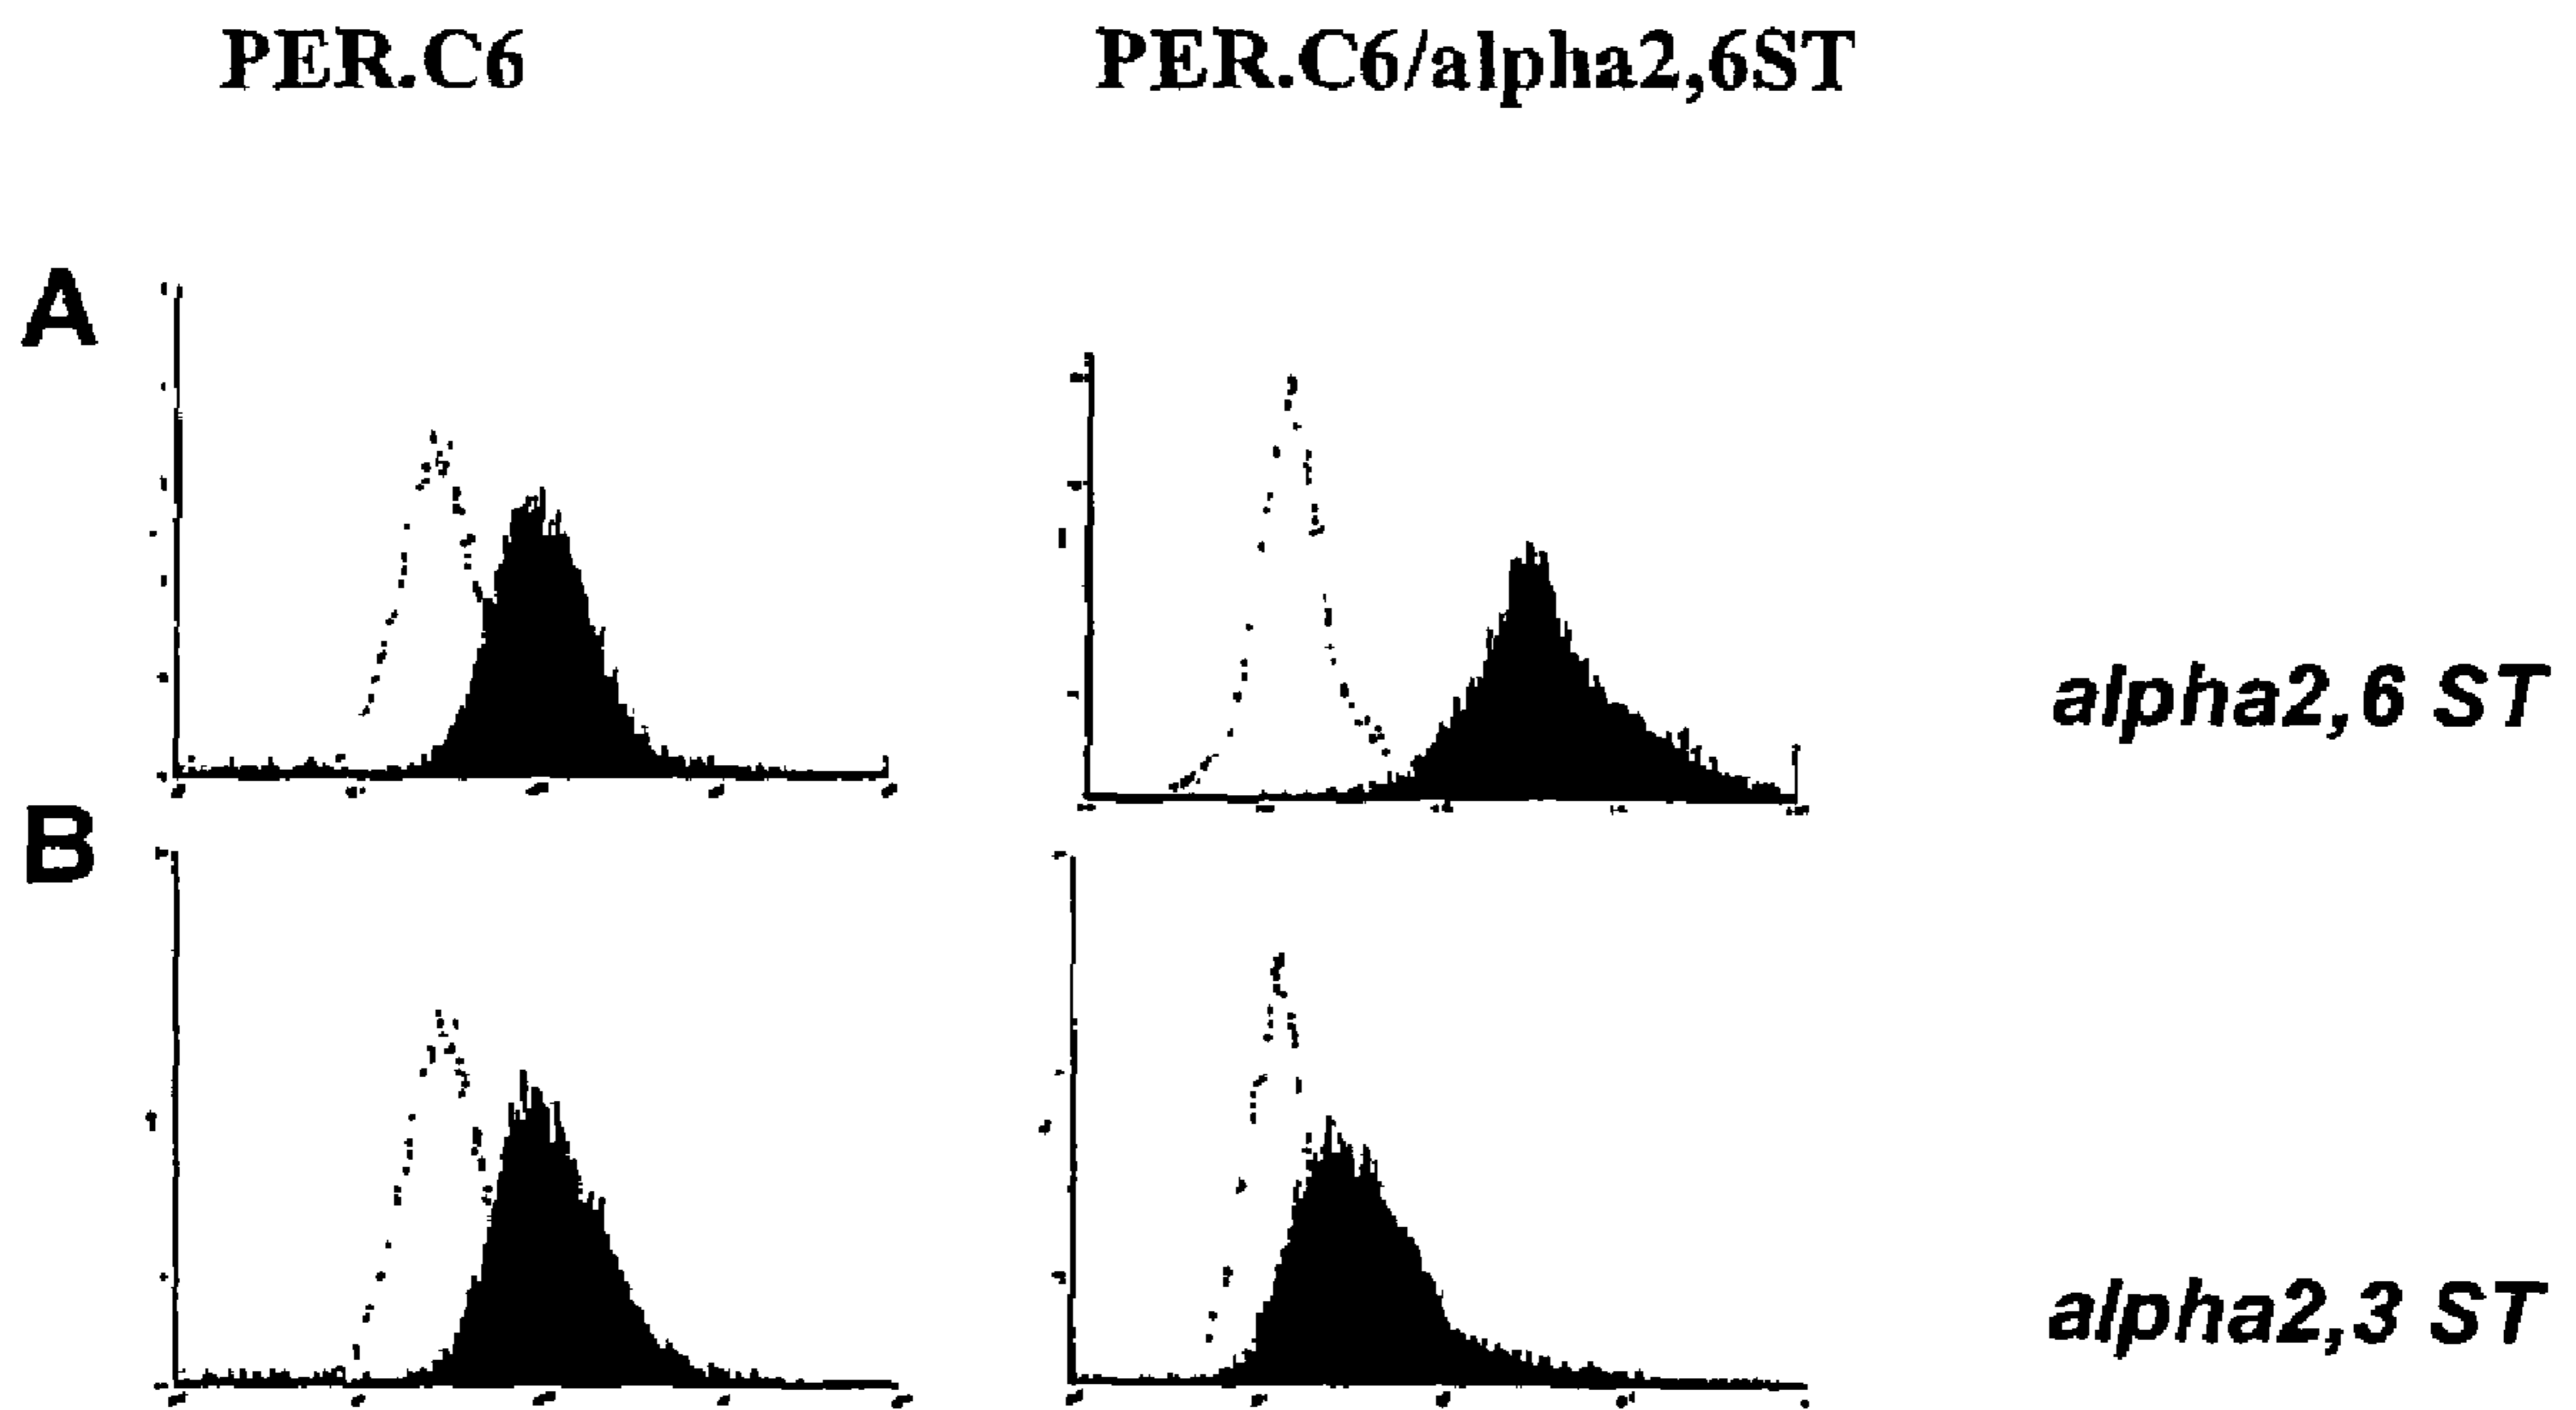 PER.C6 PER.C6/alpha2,6ST
A
alpha2,6 ST
B
alpha2,3 ST